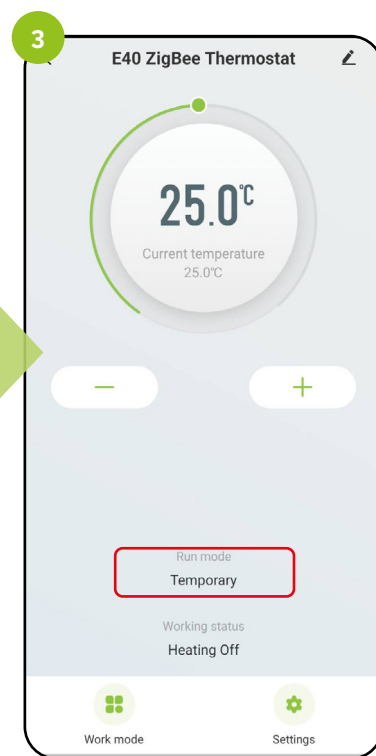 3
E40 ZigBee Thermostat
25.0℃
Current temperature
25.0℃
Run mode
Temporary
Working status
Heating Off
Work mode
Settings